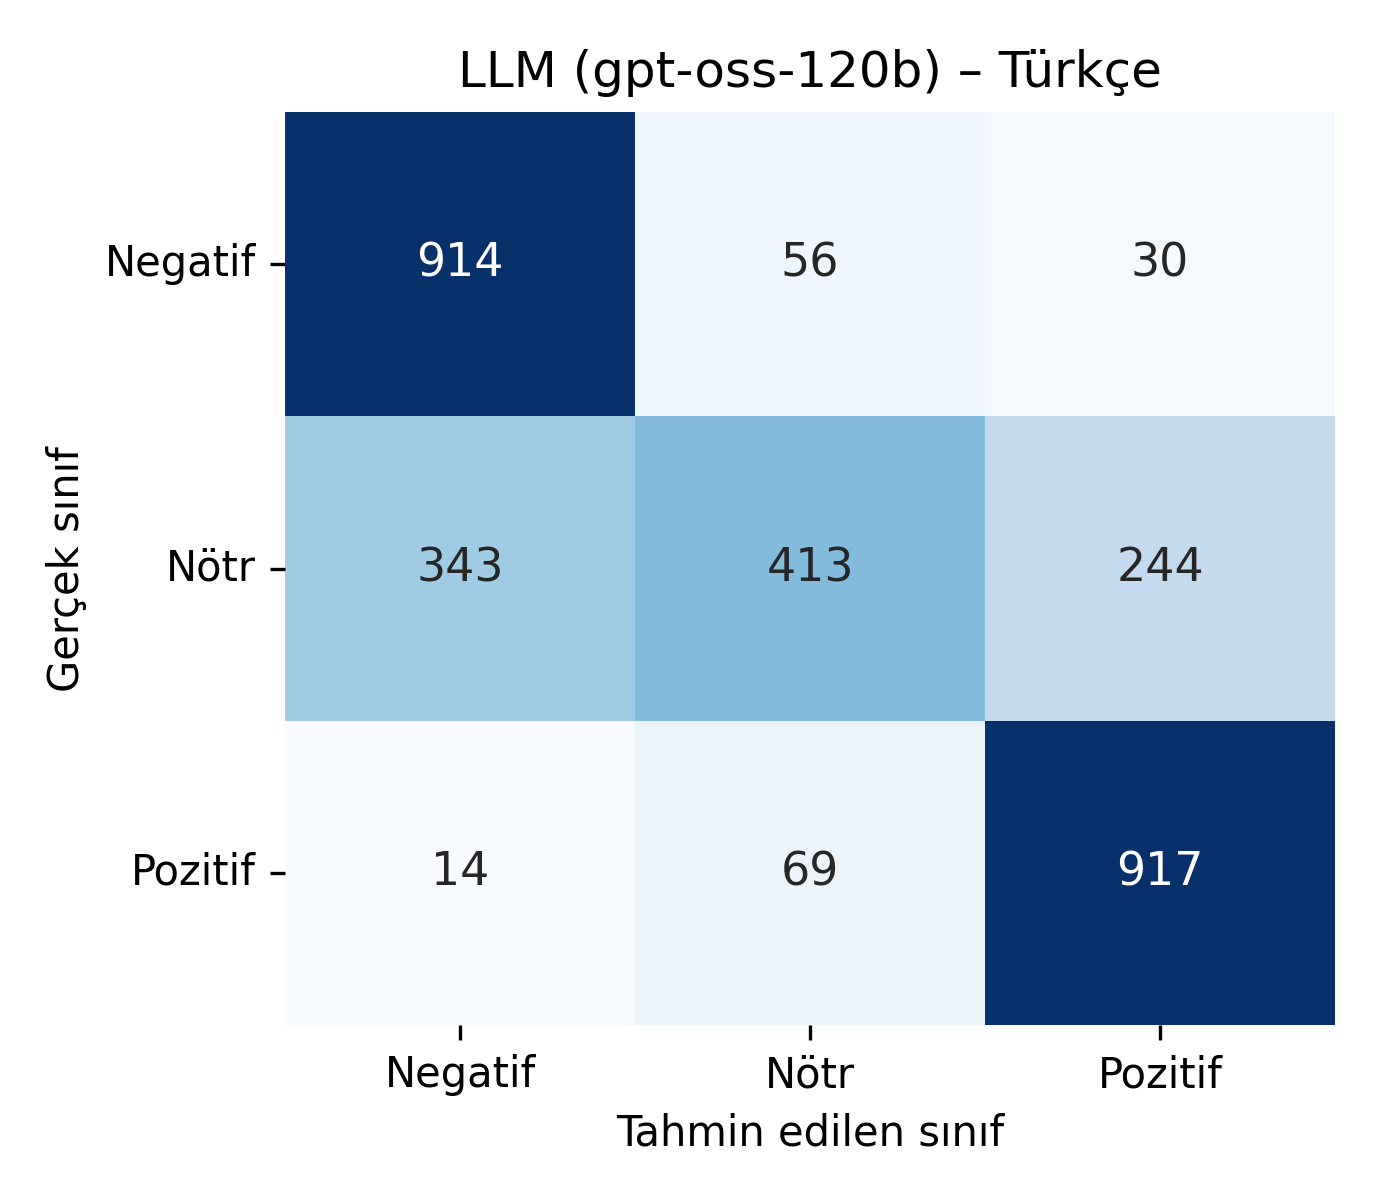 LLM (gpt-oss-120b) – Türkçe
Gerçek sınıf
Negatif 914 56 30
Nötr 343 413 244
Pozitif 14 69 917
Negatif Nötr Pozitif
Tahmin edilen sınıf